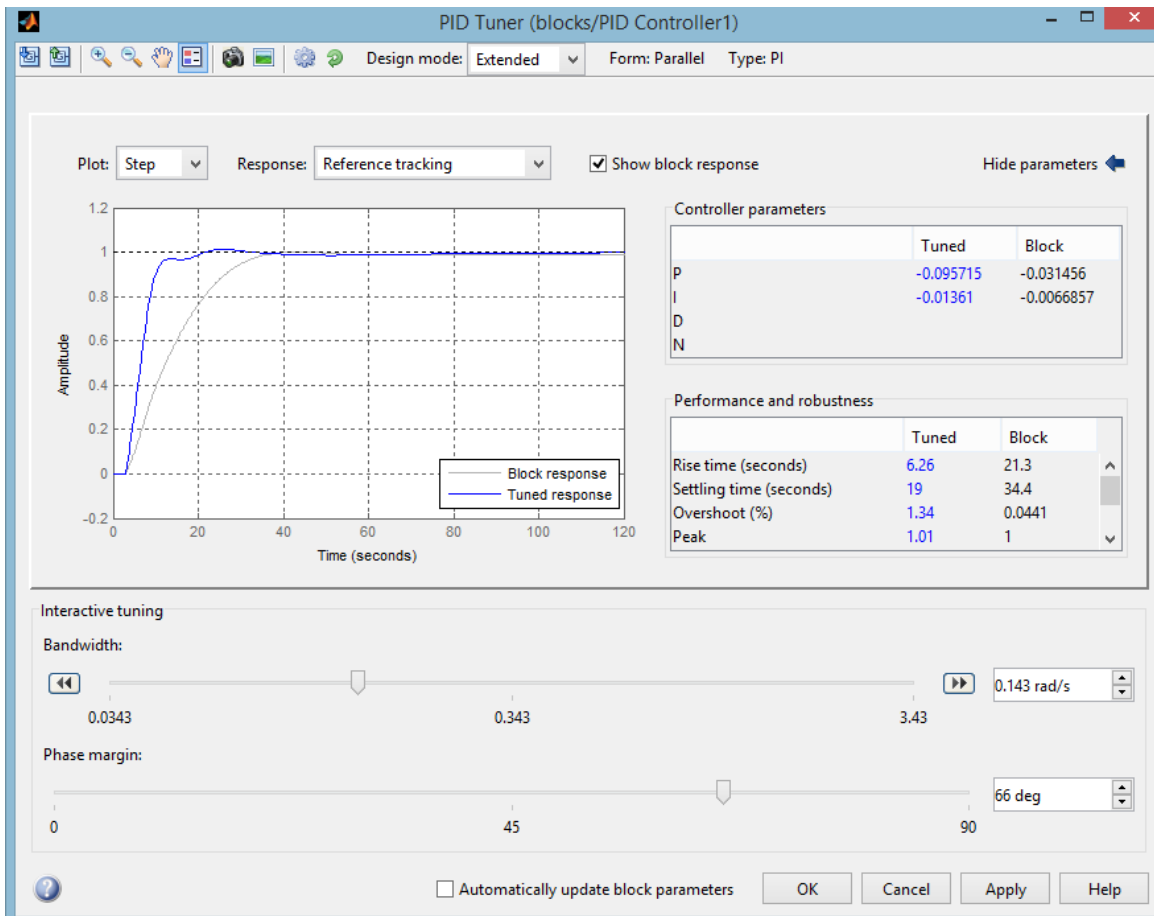 PID Tuner (blocks/PID Controller1)
Design mode: Extended Form: Parallel Type: PI
Plot: Step Response: Reference tracking Show block response Hide parameters
1.2
1
0.8
0.6
0.4
0.2
0
-0.2
Amplitude
0 20 40 60 80 100 120
Time (seconds)
Block response
Tuned response
Controller parameters
Tuned Block
P -0.095715 -0.031456
I -0.01361 -0.0066857
D
N
Performance and robustness
Tuned Block
Rise time (seconds) 6.26 21.3
Settling time (seconds) 19 34.4
Overshoot (%) 1.34 0.0441
Peak 1.01 1
Interactive tuning
Bandwidth:
0.143 rad/s
0.0343 0.343 3.43
Phase margin:
66 deg
0 45 90
? Automatically update block parameters OK Cancel Apply Help